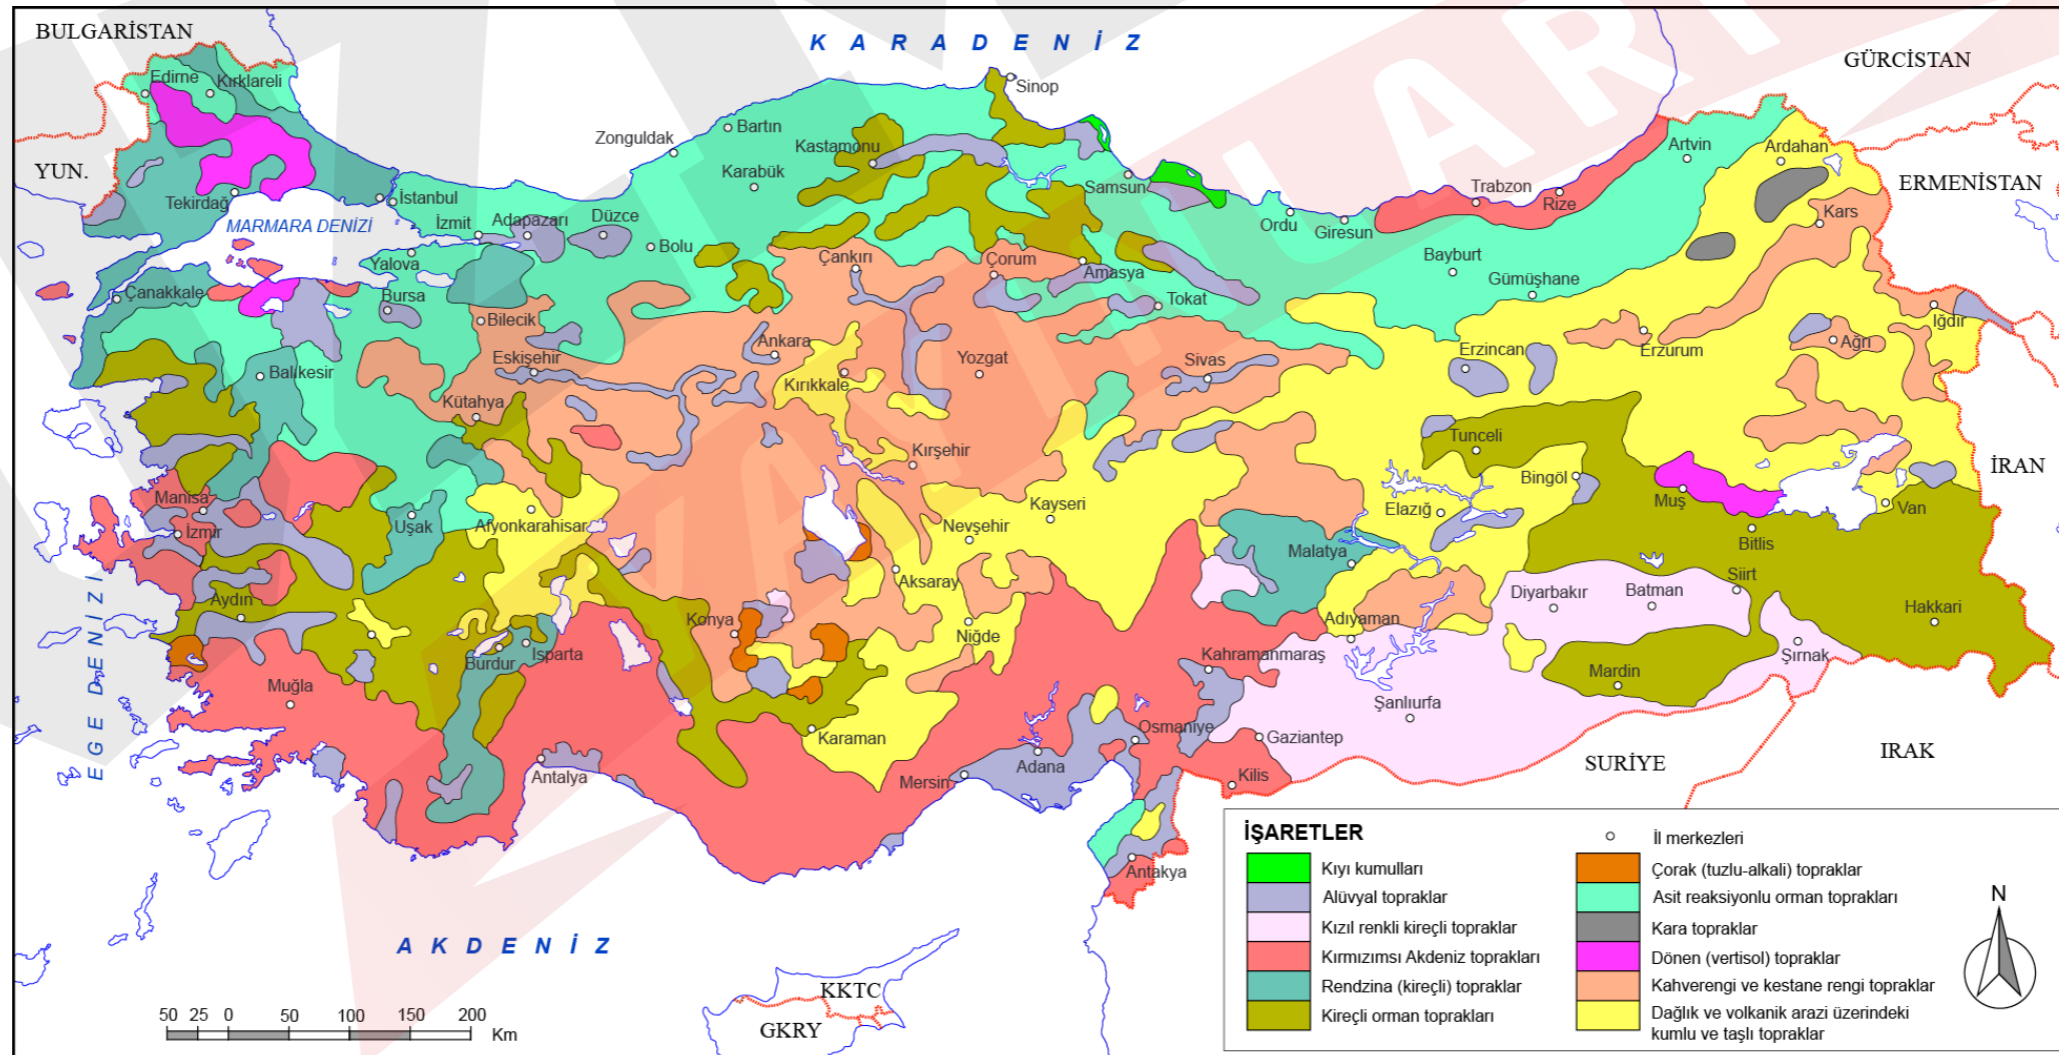 BULGARİSTAN
KARADENİZ
GÜRCİSTAN
Sinop
Edirne
Kırklareli
Bartın
Zonguldak
Kastamonu
Artvin
Ardahan
YUN.
Karabük
Samsun
Trabzon
Rize
ERMENİSTAN
Tekirdağ
İstanbul
MARMARA DENİZİ
İzmit
Adapazarı
Düzce
Bolu
Ordu
Giresun
Kars
Yalova
Çankırı
Çorum
Amasya
Bayburt
Gümüşhane
Çanakkale
Bursa
Tokat
Bilecik
Iğdır
Ankara
Eskişehir
Yozgat
Sivas
Erzincan
Erzurum
Ağrı
Balıkesir
Kırıkkale
Kütahya
Kırşehir
Tunceli
Bingöl
İRAN
Manisa
Muş
Van
İzmir
Uşak
Afyonkarahisar
Nevşehir
Kayseri
Elazığ
Malatya
Bitlis
Aksaray
Siirt
Aydın
Diyarbakır
Batman
Hakkari
Konya
Niğde
Adıyaman
Burdur
Isparta
Kahramanmaraş
Şırnak
Mardin
Muğla
Şanlıurfa
EGE DENİZİ
Karaman
Osmaniye
Gaziantep
Antalya
Mersin
Adana
Kilis
SURİYE
IRAK
Antakya
AKDENİZ
KKTC
GKRY
50 25 0 50 100 150 200
Km
İŞARETLER
Kıyı kumulları
Alüvyal topraklar
Kızıl renkli kireçli topraklar
Kırmızımsı Akdeniz toprakları
Rendzina (kireçli) topraklar
Kireçli orman toprakları
İl merkezleri
Çorak (tuzlu-alkali) topraklar
Asit reaksiyonlu orman toprakları
Kara topraklar
Dönen (vertisol) topraklar
Kahverengi ve kestane rengi topraklar
Dağlık ve volkanik arazi üzerindeki
kumlu ve taşlı topraklar
N
YAYINLARI